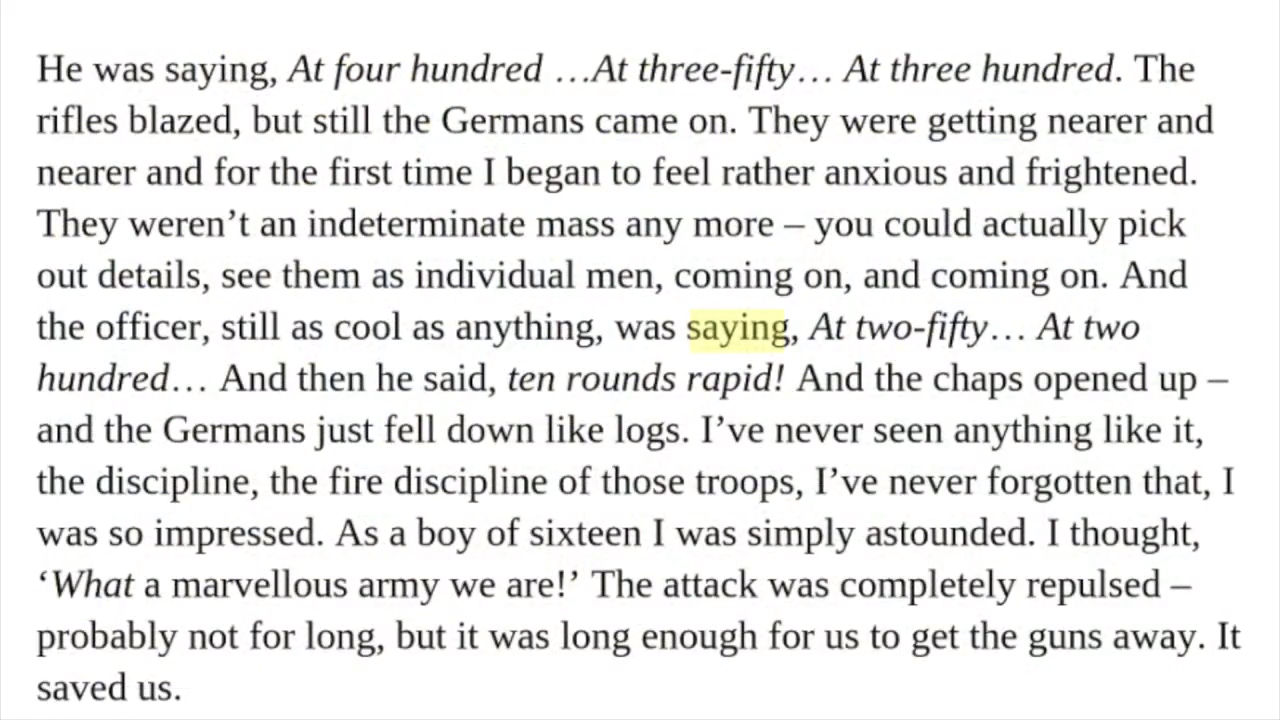 He was saying, At four hundred …At three-fifty… At three hundred. The
rifles blazed, but still the Germans came on. They were getting nearer and
nearer and for the first time I began to feel rather anxious and frightened.
They weren’t an indeterminate mass any more – you could actually pick
out details, see them as individual men, coming on, and coming on. And
the officer, still as cool as anything, was saying, At two-fifty… At two
hundred… And then he said, ten rounds rapid! And the chaps opened up –
and the Germans just fell down like logs. I’ve never seen anything like it,
the discipline, the fire discipline of those troops, I’ve never forgotten that, I
was so impressed. As a boy of sixteen I was simply astounded. I thought,
‘What a marvellous army we are!’ The attack was completely repulsed –
probably not for long, but it was long enough for us to get the guns away. It
saved us.